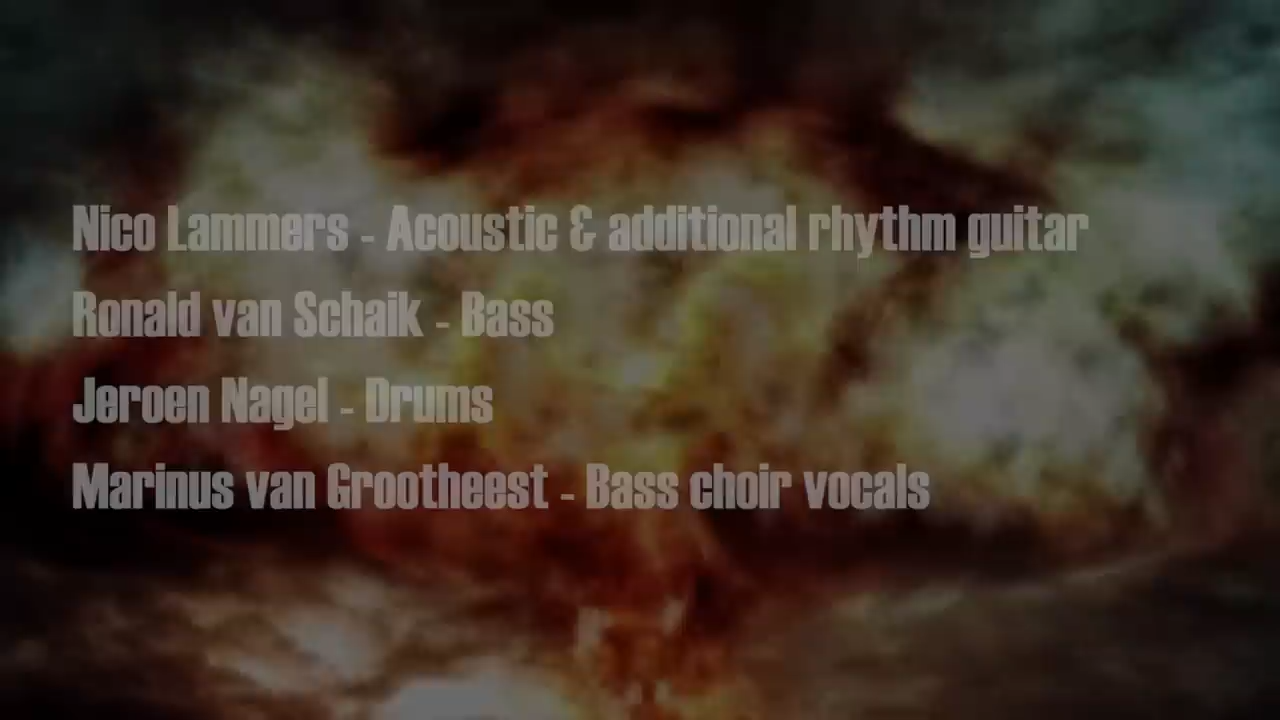 Nico Lammers - Acoustic & additional rhythm guitar
Ronald van Schaik - Bass
Jeroen Nagel - Drums
Marinus van Grootheest - Bass choir vocals